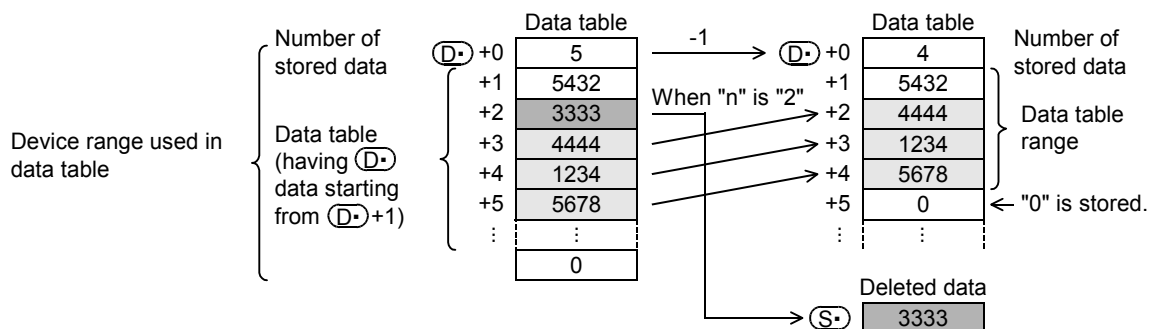 Data table
Data table
Number of
stored data
D· +0 5
-1
D· +0 4
Number of
stored data
+1 5432
+1 5432
+2 3333
When "n" is "2"
+2 4444
Device range used in
data table
Data table
(having D·
data starting
from D·+1)
+3 4444
+3 1234
Data table
range
+4 1234
+4 5678
+5 5678
+5 0
"0" is stored.
⋮ ⋮
⋮ ⋮
0
Deleted data
S· 3333